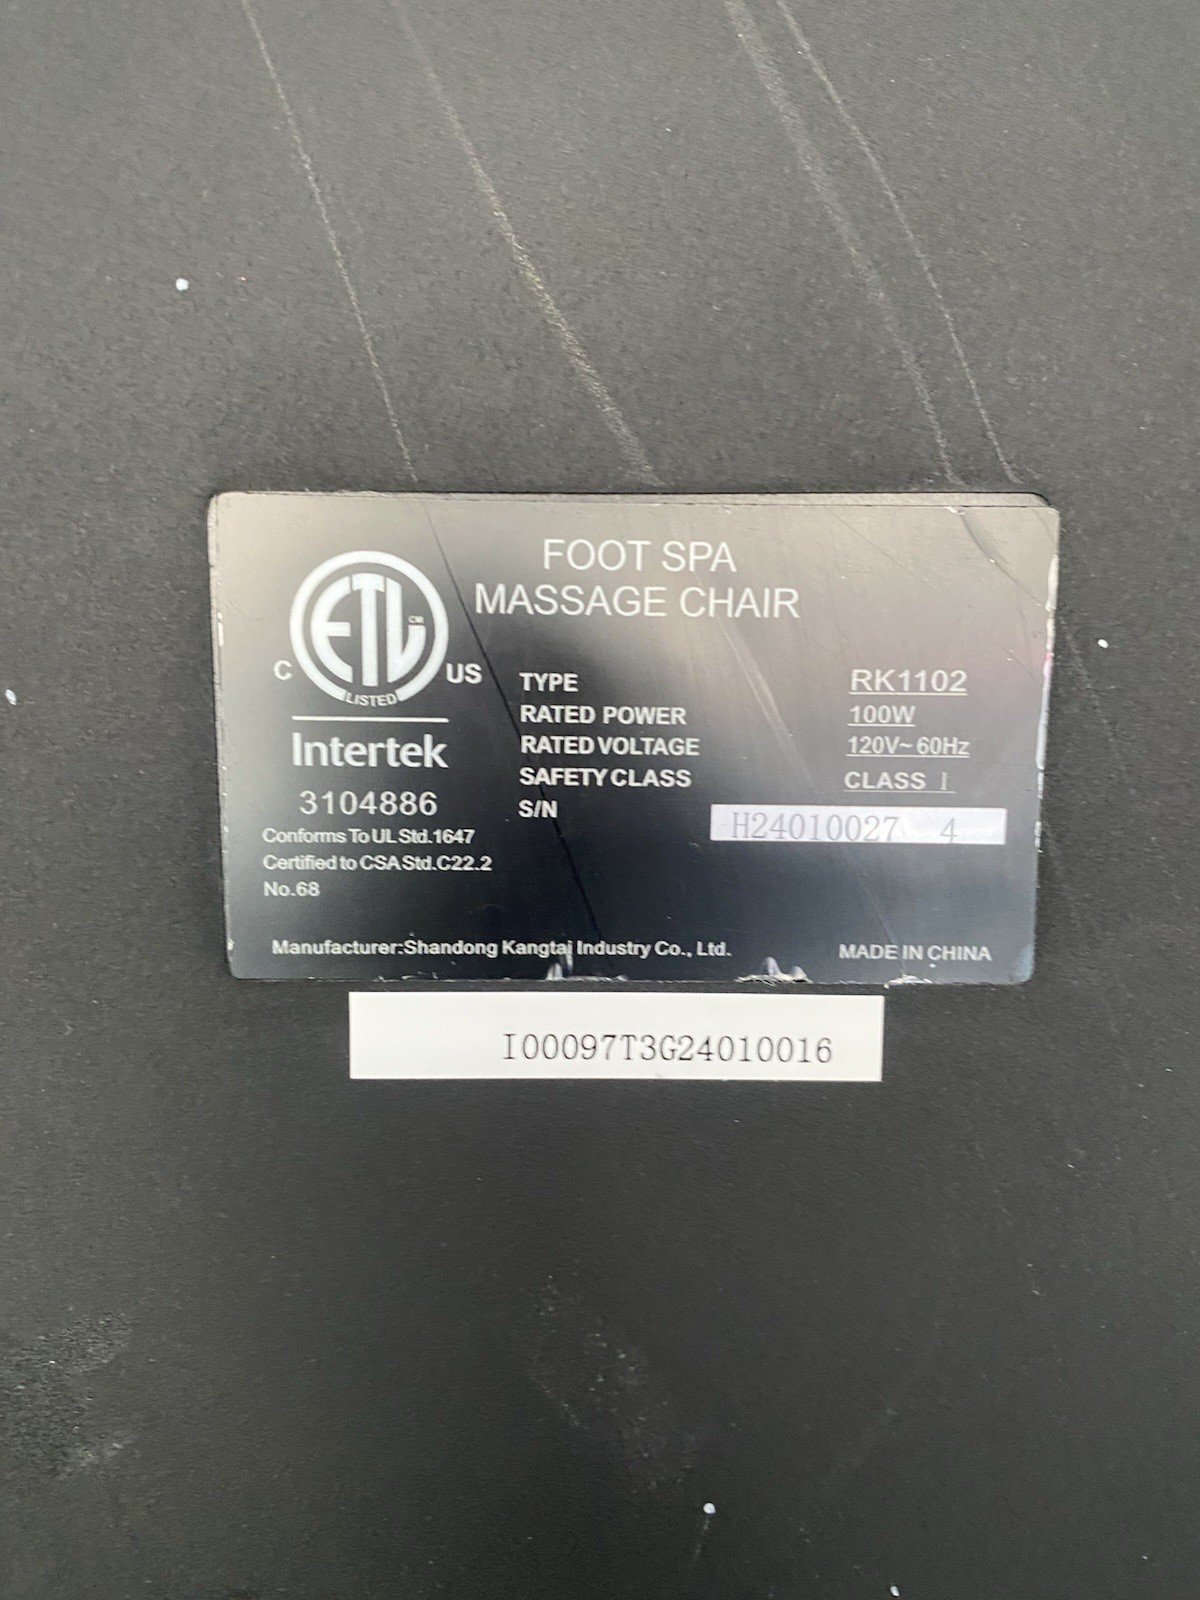 FOOT SPA
MASSAGE CHAIR
ETL CM
C US
LISTED
Intertek
3104886
Conforms To UL Std.1647
Certified to CSA Std.C22.2
No.68
TYPE RK1102
RATED POWER 100W
RATED VOLTAGE 120V~60Hz
SAFETY CLASS CLASS I
S/N H24010027 4
Manufacturer:Shandong Kangtai Industry Co., Ltd. MADE IN CHINA
I00097T3G24010016